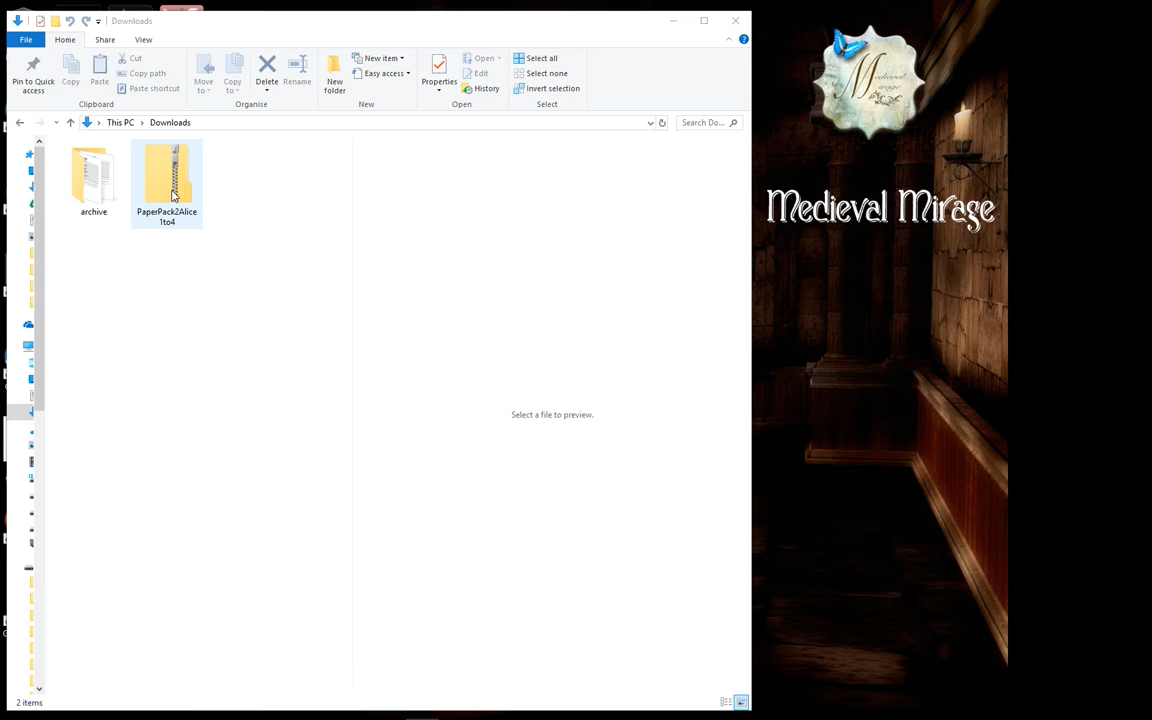 Downloads
File Home Share View
Pin to Quick access
Copy
Paste
Cut
Copy path
Paste shortcut
Clipboard
Move to
Copy to
Delete
Rename
Organise
New folder
New item
Easy access
New
Properties
Open
Edit
History
Open
Select all
Select none
Invert selection
Select
This PC Downloads
Search Do...
archive
PaperPack2Alice
1to4
Select a file to preview.
2 items
Medieval
Mirage
Medieval Mirage